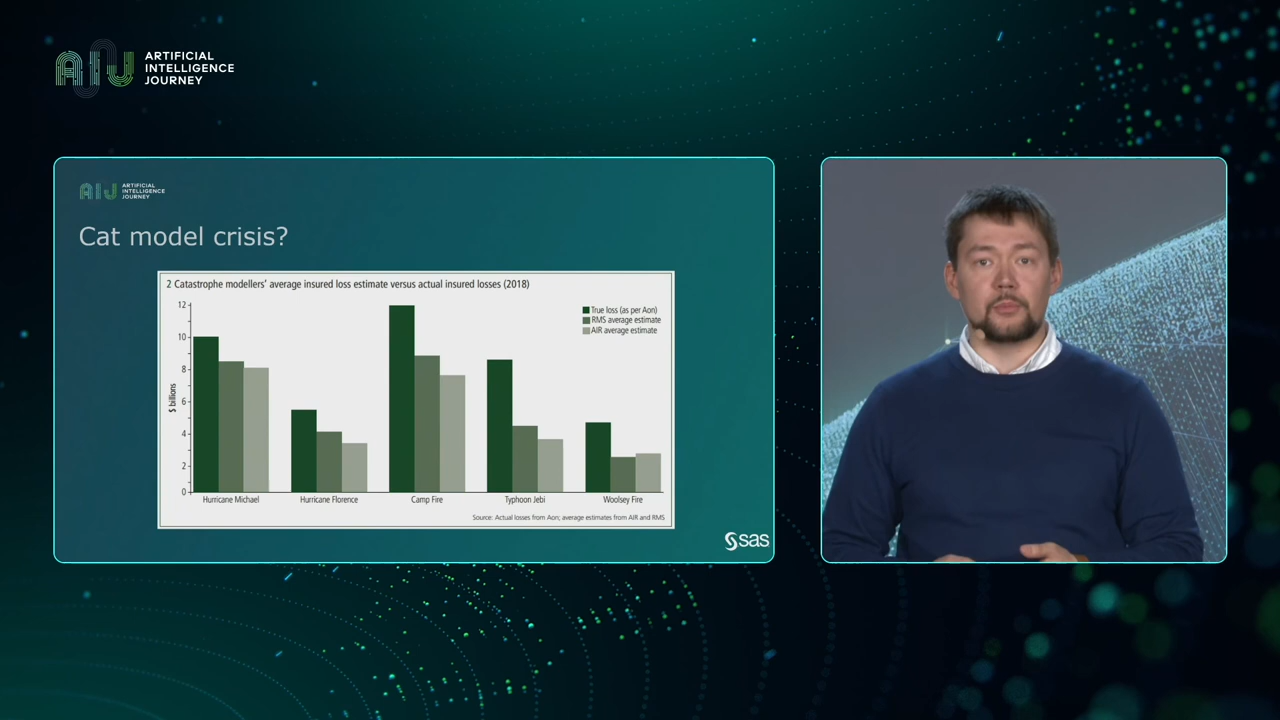 ARTIFICIAL
INTELLIGENCE
JOURNEY
AIJ
ARTIFICIAL
INTELLIGENCE
JOURNEY
AIJ
Cat model crisis?
2 Catastrophe modellers' average insured loss estimate versus actual insured losses (2018)
True loss (as per Aon)
RMS average estimate
AIR average estimate
$ billions
12
10
8
6
4
2
0
Hurricane Michael
Hurricane Florence
Camp Fire
Typhoon Jebi
Woolsey Fire
Source: Actual losses from Aon; average estimates from AIR and RMS
sas